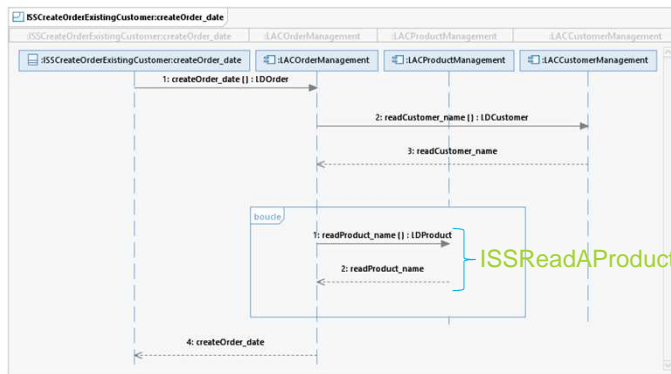 ISSCreateOrderExistingCustomer:createOrder_date
:ISSCreateOrderExistingCustomer:createOrder_date :LACOrderManagement :LACProductManagement :LACCustomerManagement
:ISSCreateOrderExistingCustomer:createOrder_date :LACOrderManagement :LACProductManagement :LACCustomerManagement
1: createOrder_date () : LDOrder
2: readCustomer_name () : LDCustomer
3: readCustomer_name
boucle
1: readProduct_name () : LDProduct
ISSReadAProduct
2: readProduct_name
4: createOrder_date